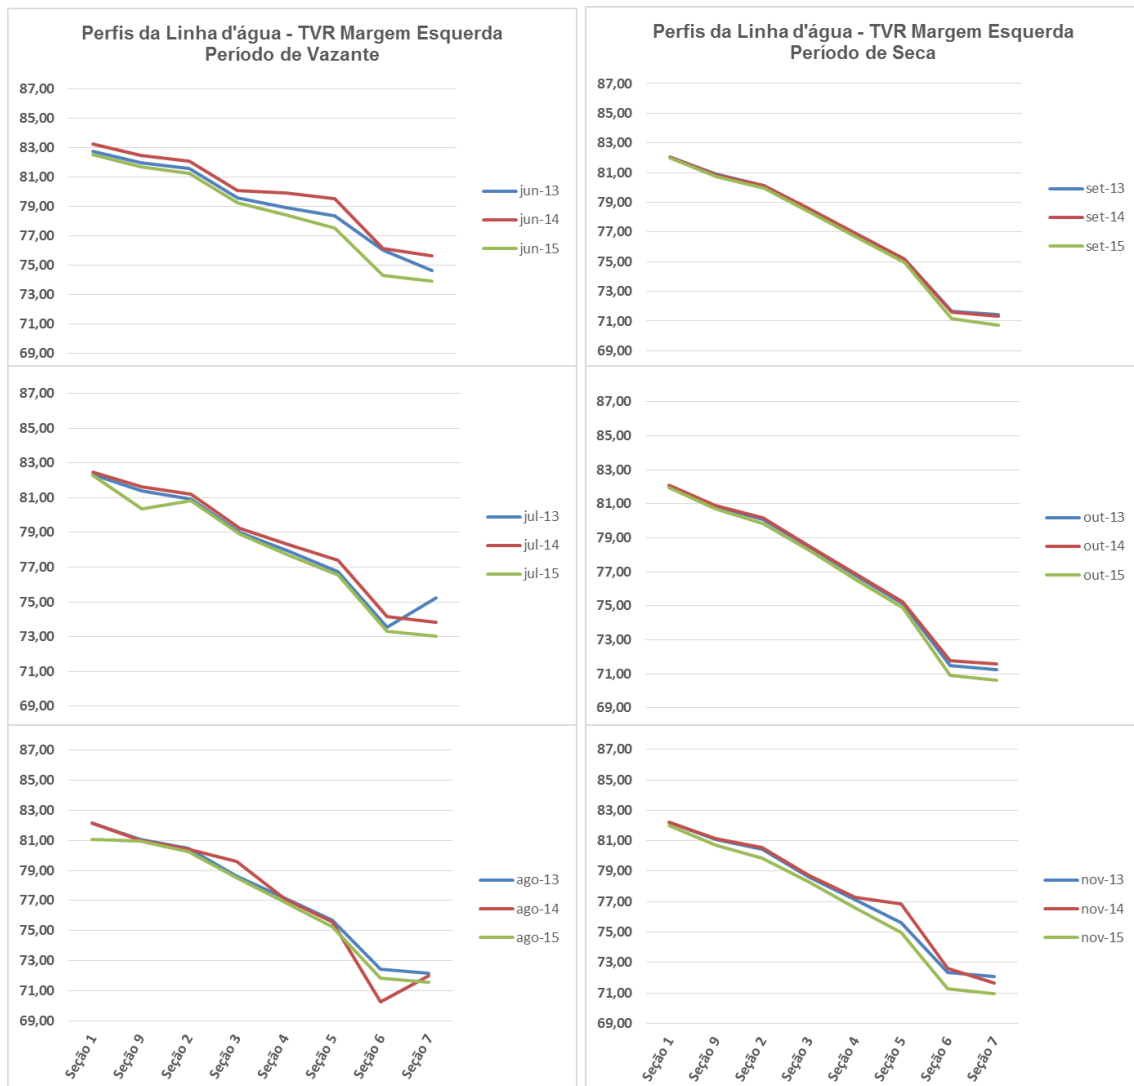 Perfis da Linha d'água - TVR Margem Esquerda
Período de Vazante
87,00
85,00
83,00
81,00
79,00
77,00
75,00
73,00
71,00
69,00
jun-13
jun-14
jun-15
87,00
85,00
83,00
81,00
79,00
77,00
75,00
73,00
71,00
69,00
jul-13
jul-14
jul-15
87,00
85,00
83,00
81,00
79,00
77,00
75,00
73,00
71,00
69,00
ago-13
ago-14
ago-15
Seção 1
Seção 9
Seção 2
Seção 3
Seção 4
Seção 5
Seção 6
Seção 7
Perfis da Linha d'água - TVR Margem Esquerda
Período de Seca
87,00
85,00
83,00
81,00
79,00
77,00
75,00
73,00
71,00
69,00
set-13
set-14
set-15
87,00
85,00
83,00
81,00
79,00
77,00
75,00
73,00
71,00
69,00
out-13
out-14
out-15
87,00
85,00
83,00
81,00
79,00
77,00
75,00
73,00
71,00
69,00
nov-13
nov-14
nov-15
Seção 1
Seção 9
Seção 2
Seção 3
Seção 4
Seção 5
Seção 6
Seção 7